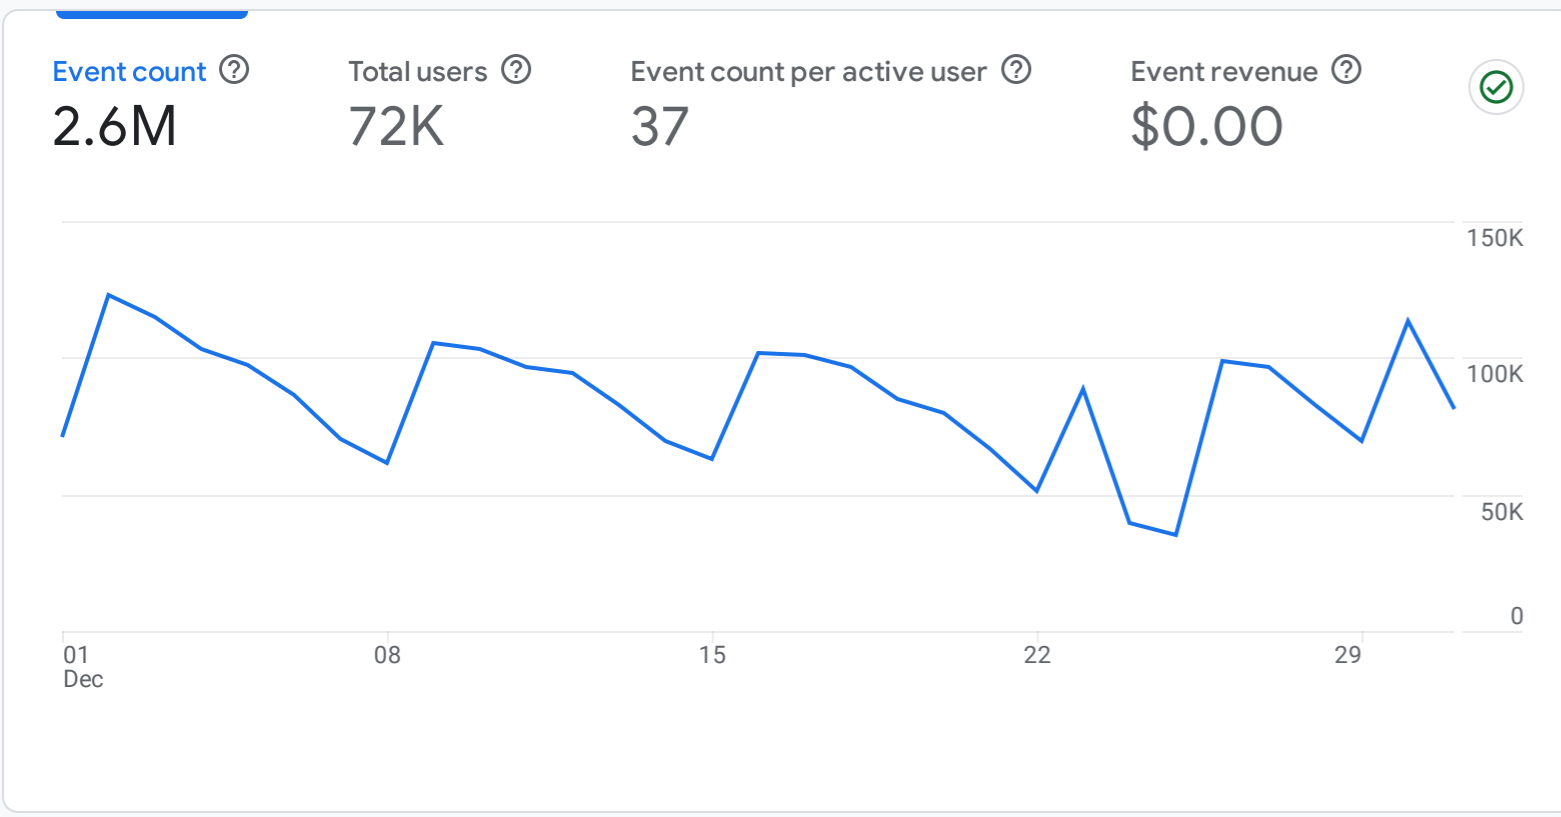 Event count
2.6M
Total users
72K
Event count per active user
37
Event revenue
$0.00
150K
100K
50K
0
01
Dec
08
15
22
29